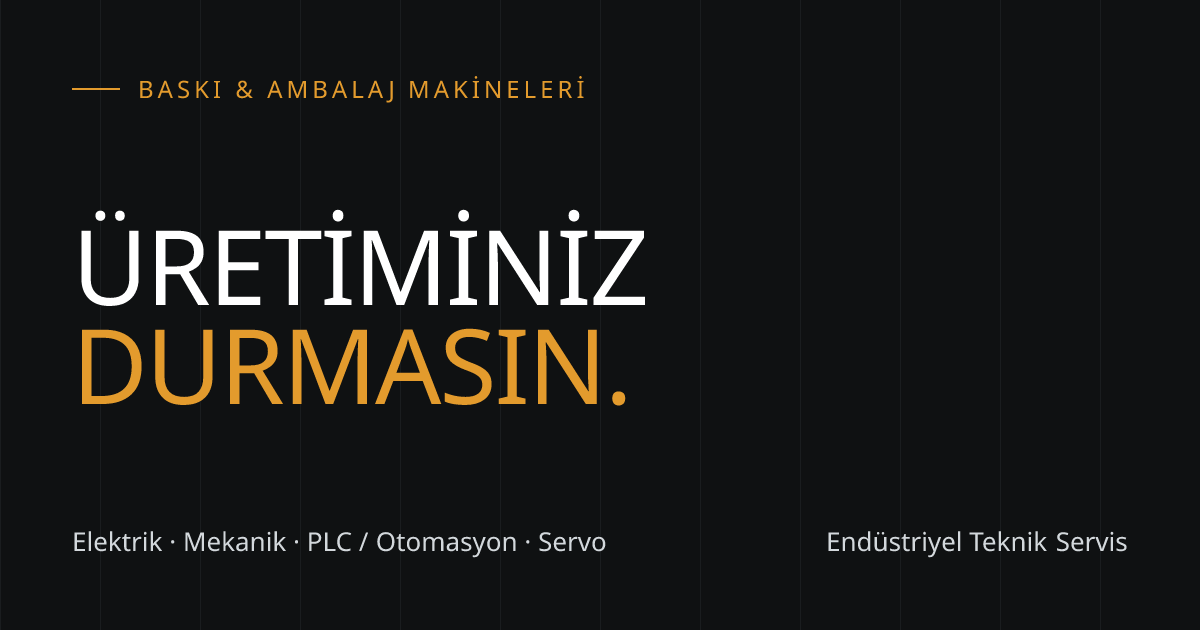 BASKI & AMBALAJ MAKİNELERİ
ÜRETİMİNİZ
DURMASIN.
Elektrik · Mekanik · PLC / Otomasyon · Servo
Endüstriyel Teknik Servis